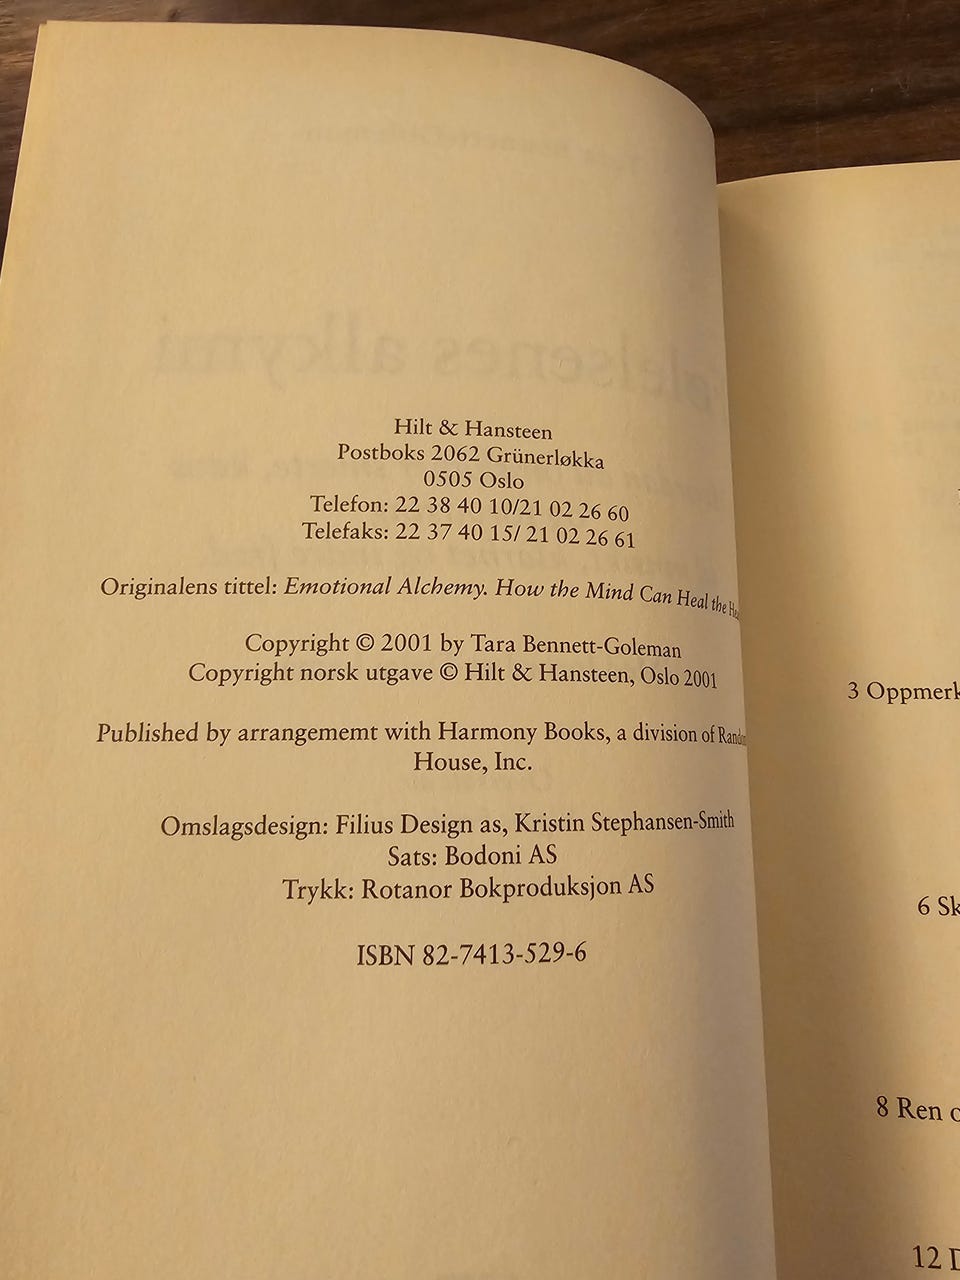 Hilt & Hansteen
Postboks 2062 Grünerløkka
0505 Oslo
Telefon: 22 38 40 10/21 02 26 60
Telefaks: 22 37 40 15/ 21 02 26 61
Originalens tittel: Emotional Alchemy. How the Mind Can Heal the
Copyright © 2001 by Tara Bennett-Goleman
Copyright norsk utgave © Hilt & Hansteen, Oslo 2001
Published by arrangememt with Harmony Books, a division of
House, Inc.
Omslagsdesign: Filius Design as, Kristin Stephansen-Smith
Sats: Bodoni AS
Trykk: Rotanor Bokproduksjon AS
ISBN 82-7413-529-6
3 Oppmerk
6 Sk
8 Ren
12